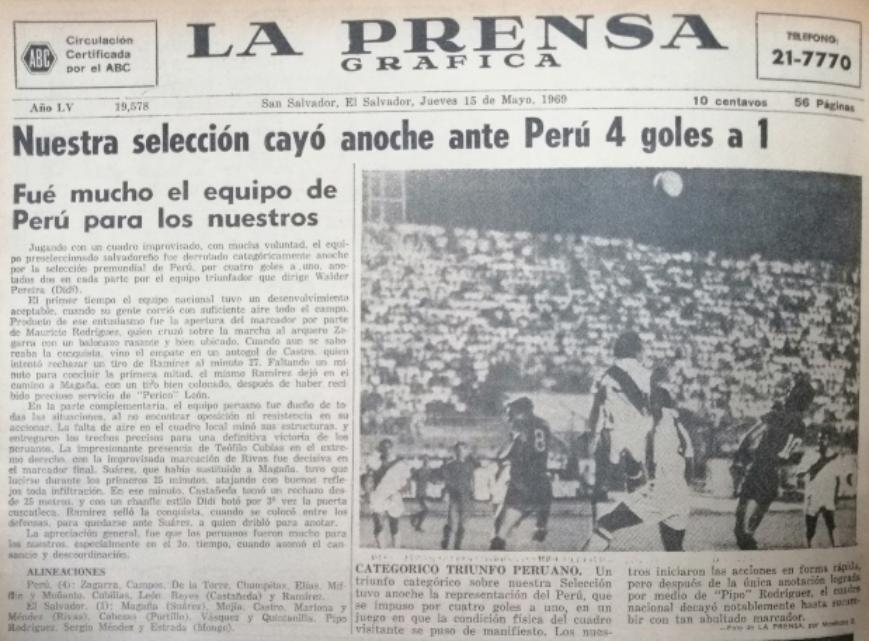 ABC
Circulación
Certificada
por el ABC
LA PRENSA
GRAFICA
TELEFONO:
21-7770
Año LV 19,578 San Salvador, El Salvador, Jueves 15 de Mayo, 1969 10 centavos 56 Páginas
Nuestra selección cayó anoche ante Perú 4 goles a 1
Fué mucho el equipo de
Perú para los nuestros
Jugando con un cuadro improvisado, con mucha voluntad, el equi-
po preseleccionado salvadoreño fue derrotado categóricamente anoche
por la selección premundial de Perú, por cuatro goles a uno, ano-
tados dos en cada parte por el equipo triunfador que dirige Walder
Pereira (Didí).
El primer tiempo el equipo nacional tuvo un desenvolvimiento
aceptable, cuando su gente corrió con suficiente aire todo el campo.
Producto de ese entusiasmo fue la apertura del marcador por parte
de Mauricio Rodríguez, quien cruzó sobre la marcha al arquero Za-
garra con un balonazo rasante y bien ubicado. Cuando aun se sabo-
reaba la conquista, vino el empate en un autogol de Castro, quien
intentó rechazar un tiro de Ramírez al minuto 27. Faltando un mi-
nuto para concluir la primera mitad, el mismo Ramírez dejó en el
camino a Magaña, con un tiro bien colocado, después de haber reci-
bido precioso servicio de "Perico" León.
En la parte complementaria, el equipo peruano fue dueño de to-
das las situaciones, al no encontrar oposición ni resistencia en su
accionar. La falta de aire en el cuadro local minó sus estructuras, y
entregaron los trechos precisos para una definitiva victoria de los
peruanos. La impresionante presencia de Teófilo Cubías en el extre-
mo derecho, con la improvisada marcación de Rivas fue decisiva en
el marcador final. Suárez, que había sustituido a Magaña, tuvo que
lucirse durante los primeros 25 minutos, atajando con buenos refle-
jos toda infiltración. En ese minuto, Castañeda tomó un rechazo des-
de 25 metros, y con un chanfle estilo Didí botó por 3ª vez la puerta
cuscatleca. Ramírez selló la conquista, cuando se colocó entre los
defensas, para quedarse ante Suárez, a quien dribló para anotar.
La apreciación general, fue que los peruanos fueron mucho para
los nuestros, especialmente en el 2o. tiempo, cuando asomó el can-
sancio y descoordinación.
ALINEACIONES
Perú, (4): Zagarra, Campos, De la Torre, Chumpitaz, Elías, Mif-
flin y Muñante, Cubillas, León, Reyes (Castañeda) y Ramírez.
El Salvador, (1): Magaña (Suárez), Mejía, Castro, Mariona y
Méndez (Rivas), Cabezas (Portillo), Vásquez y Quintanilla, Pipo
Rodríguez, Sergio Méndez y Estrada (Monge).
8
CATEGORICO TRIUNFO PERUANO. Un
triunfo categórico sobre nuestra Selección
tuvo anoche la representación del Perú, que
se impuso por cuatro goles a uno, en un
juego en que la condición física del cuadro
visitante se puso de manifiesto. Los nues-
tros iniciaron las acciones en forma rápida,
pero después de la única anotación lograda
por medio de "Pipo" Rodríguez, el cuadro
nacional decayó notablemente hasta sucum-
bir con tan abultado marcador.
—Foto de LA PRENSA, por